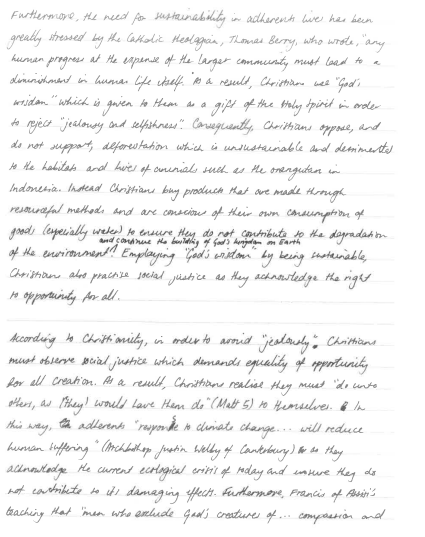 Furthermore, the need for sustainability in adherents lives has been
greatly stressed by the Catholic theologian, Thomas Berry, who wrote, "any
human progress at the expense of the larger community must lead to a
diminishment in human life itself." As a result, Christians use "God's
wisdom" which is given to them as a gift of the Holy Spirit in order
to reject "jealousy and selfishness". Consequently, Christians oppose, and
do not support, deforestation which is unsustainable and detrimental
to the habitats and lives of animals such as the orangutan in
Indonesia. Instead Christians buy products that are made through
resourceful methods and are conscious of their own consumption of
goods (especially water) to ensure they do not contribute to the degradation
and continue the building of God's kingdom on Earth
of the environment. Employing "God's wisdom" by being sustainable,
Christians also practise social justice as they acknowledge the right
to opportunity for all.
According to Christianity, in order to avoid "jealously", Christians
must observe social justice which demands equality of opportunity
for all creation. As a result, Christians realise they must "do unto
others, as [they] would have them do" (Matt 5) to themselves. In
this way, adherents "response to climate change... will reduce
human suffering" (Archbishop Justin Welby of Canterbury) as they
acknowledge the current ecological crisis of today and ensure they do
not contribute to its damaging effects. Furthermore, Francis of Assisi's
teaching that "men who exclude God's creatures of... compassion and